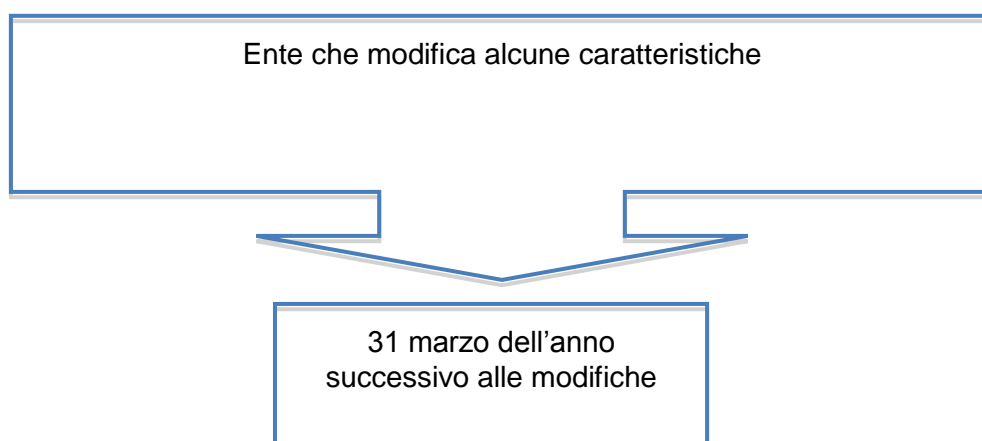 Ente che modifica alcune caratteristiche
31 marzo dell’anno
successivo alle modifiche